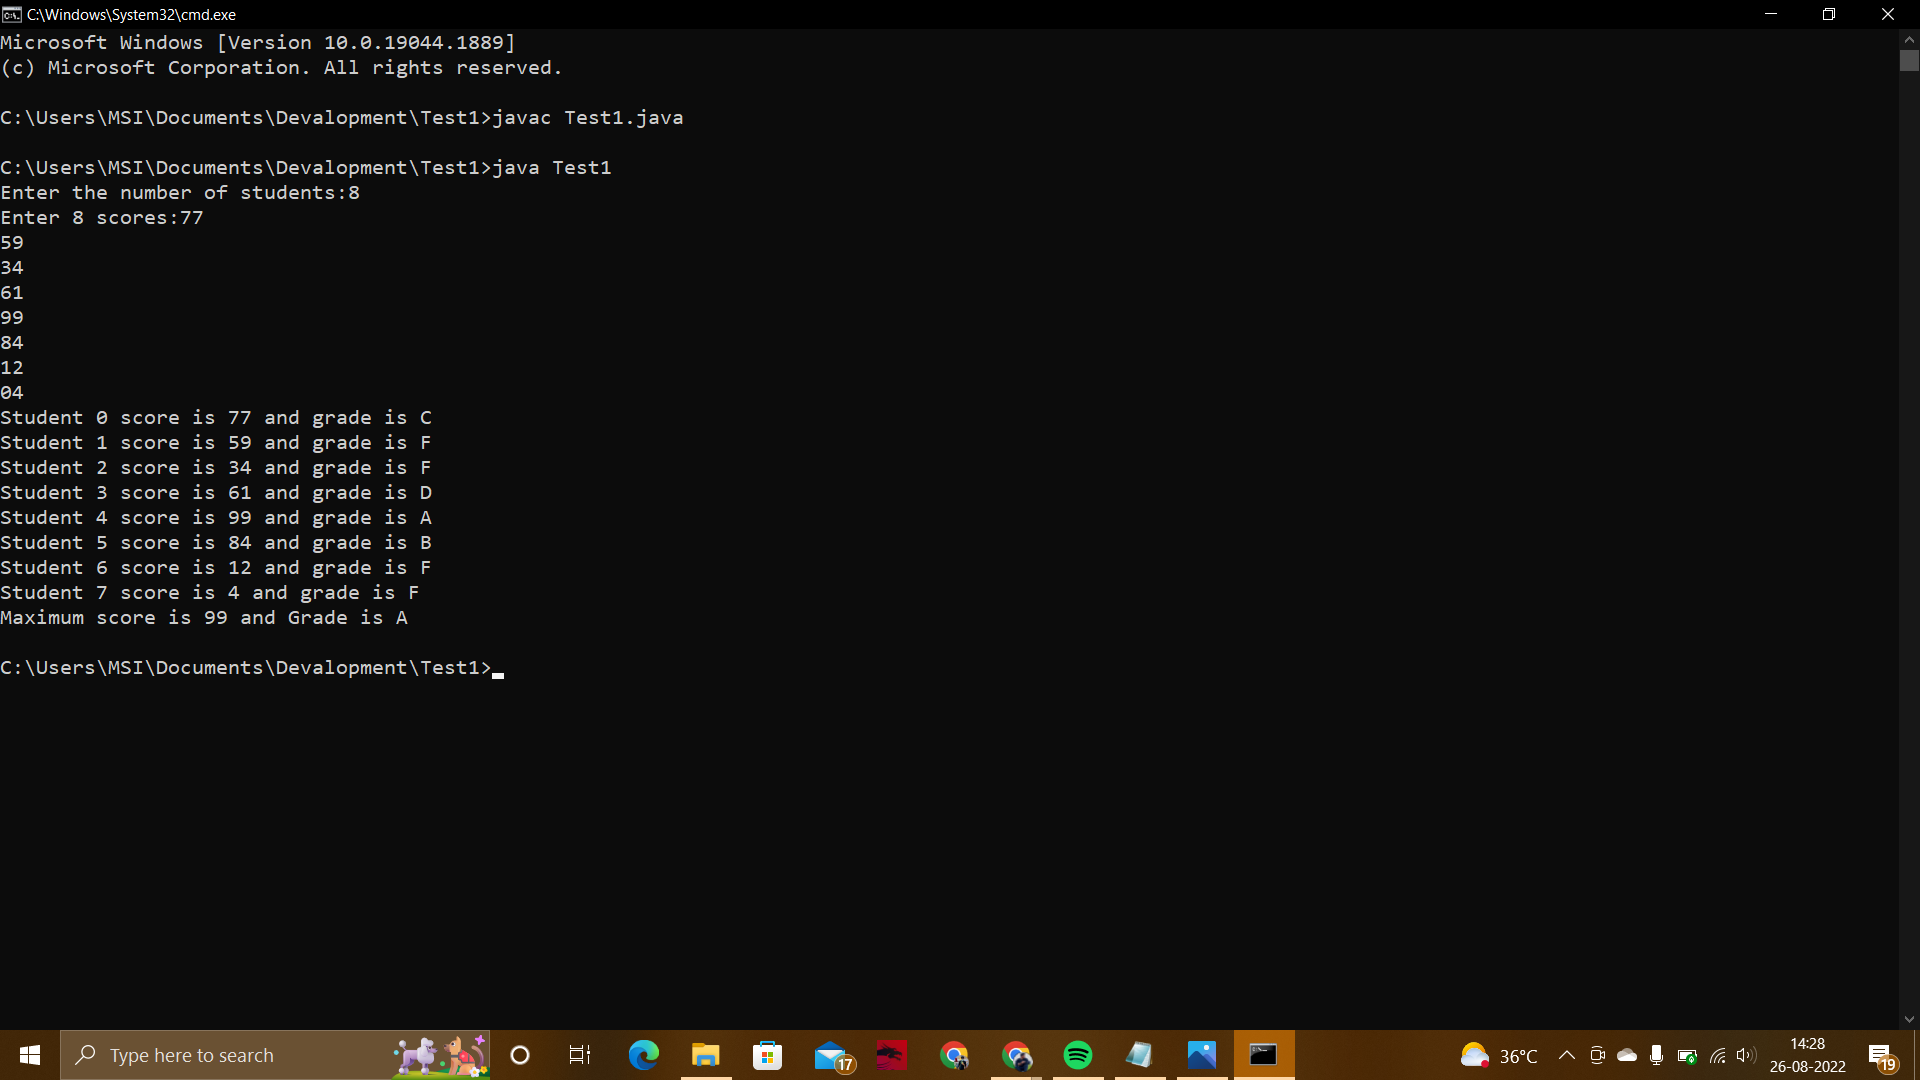 C:\Windows\System32\cmd.exe
Microsoft Windows [Version 10.0.19044.1889]
(c) Microsoft Corporation. All rights reserved.
C:\Users\MSI\Documents\Devalopment\Test1>javac Test1.java
C:\Users\MSI\Documents\Devalopment\Test1>java Test1
Enter the number of students:8
Enter 8 scores:77
59
34
61
99
84
12
04
Student 0 score is 77 and grade is C
Student 1 score is 59 and grade is F
Student 2 score is 34 and grade is F
Student 3 score is 61 and grade is D
Student 4 score is 99 and grade is A
Student 5 score is 84 and grade is B
Student 6 score is 12 and grade is F
Student 7 score is 4 and grade is F
Maximum score is 99 and Grade is A
C:\Users\MSI\Documents\Devalopment\Test1>
Type here to search
17
36°C
14:28
26-08-2022
19